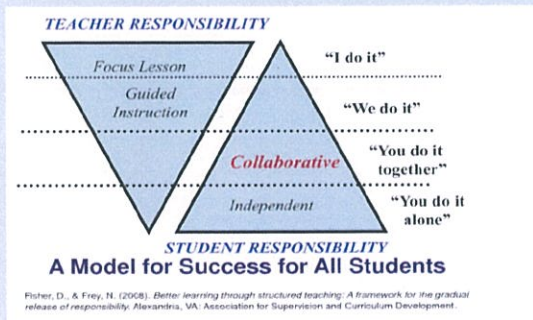 TEACHER RESPONSIBILITY
Focus Lesson
"I do it"
Guided
Instruction
"We do it"
Collaborative
"You do it
together"
Independent
"You do it
alone"
STUDENT RESPONSIBILITY
A Model for Success for All Students
Fisher, D., & Frey, N. (2008). Better learning through structured teaching: A framework for the gradual
release of responsibility. Alexandria, VA: Association for Supervision and Curriculum Development.